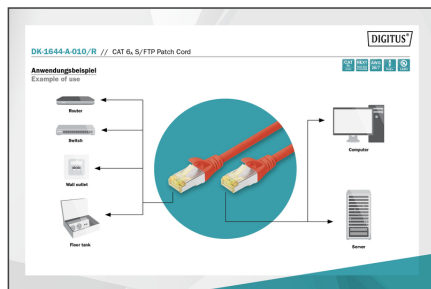 DIGITUS®
DK-1644-A-010/R // CAT 6A S/FTP Patch Cord
Anwendungsbeispiel
Example of use
Router
Switch
Wall outlet
Floor tank
Computer
Server